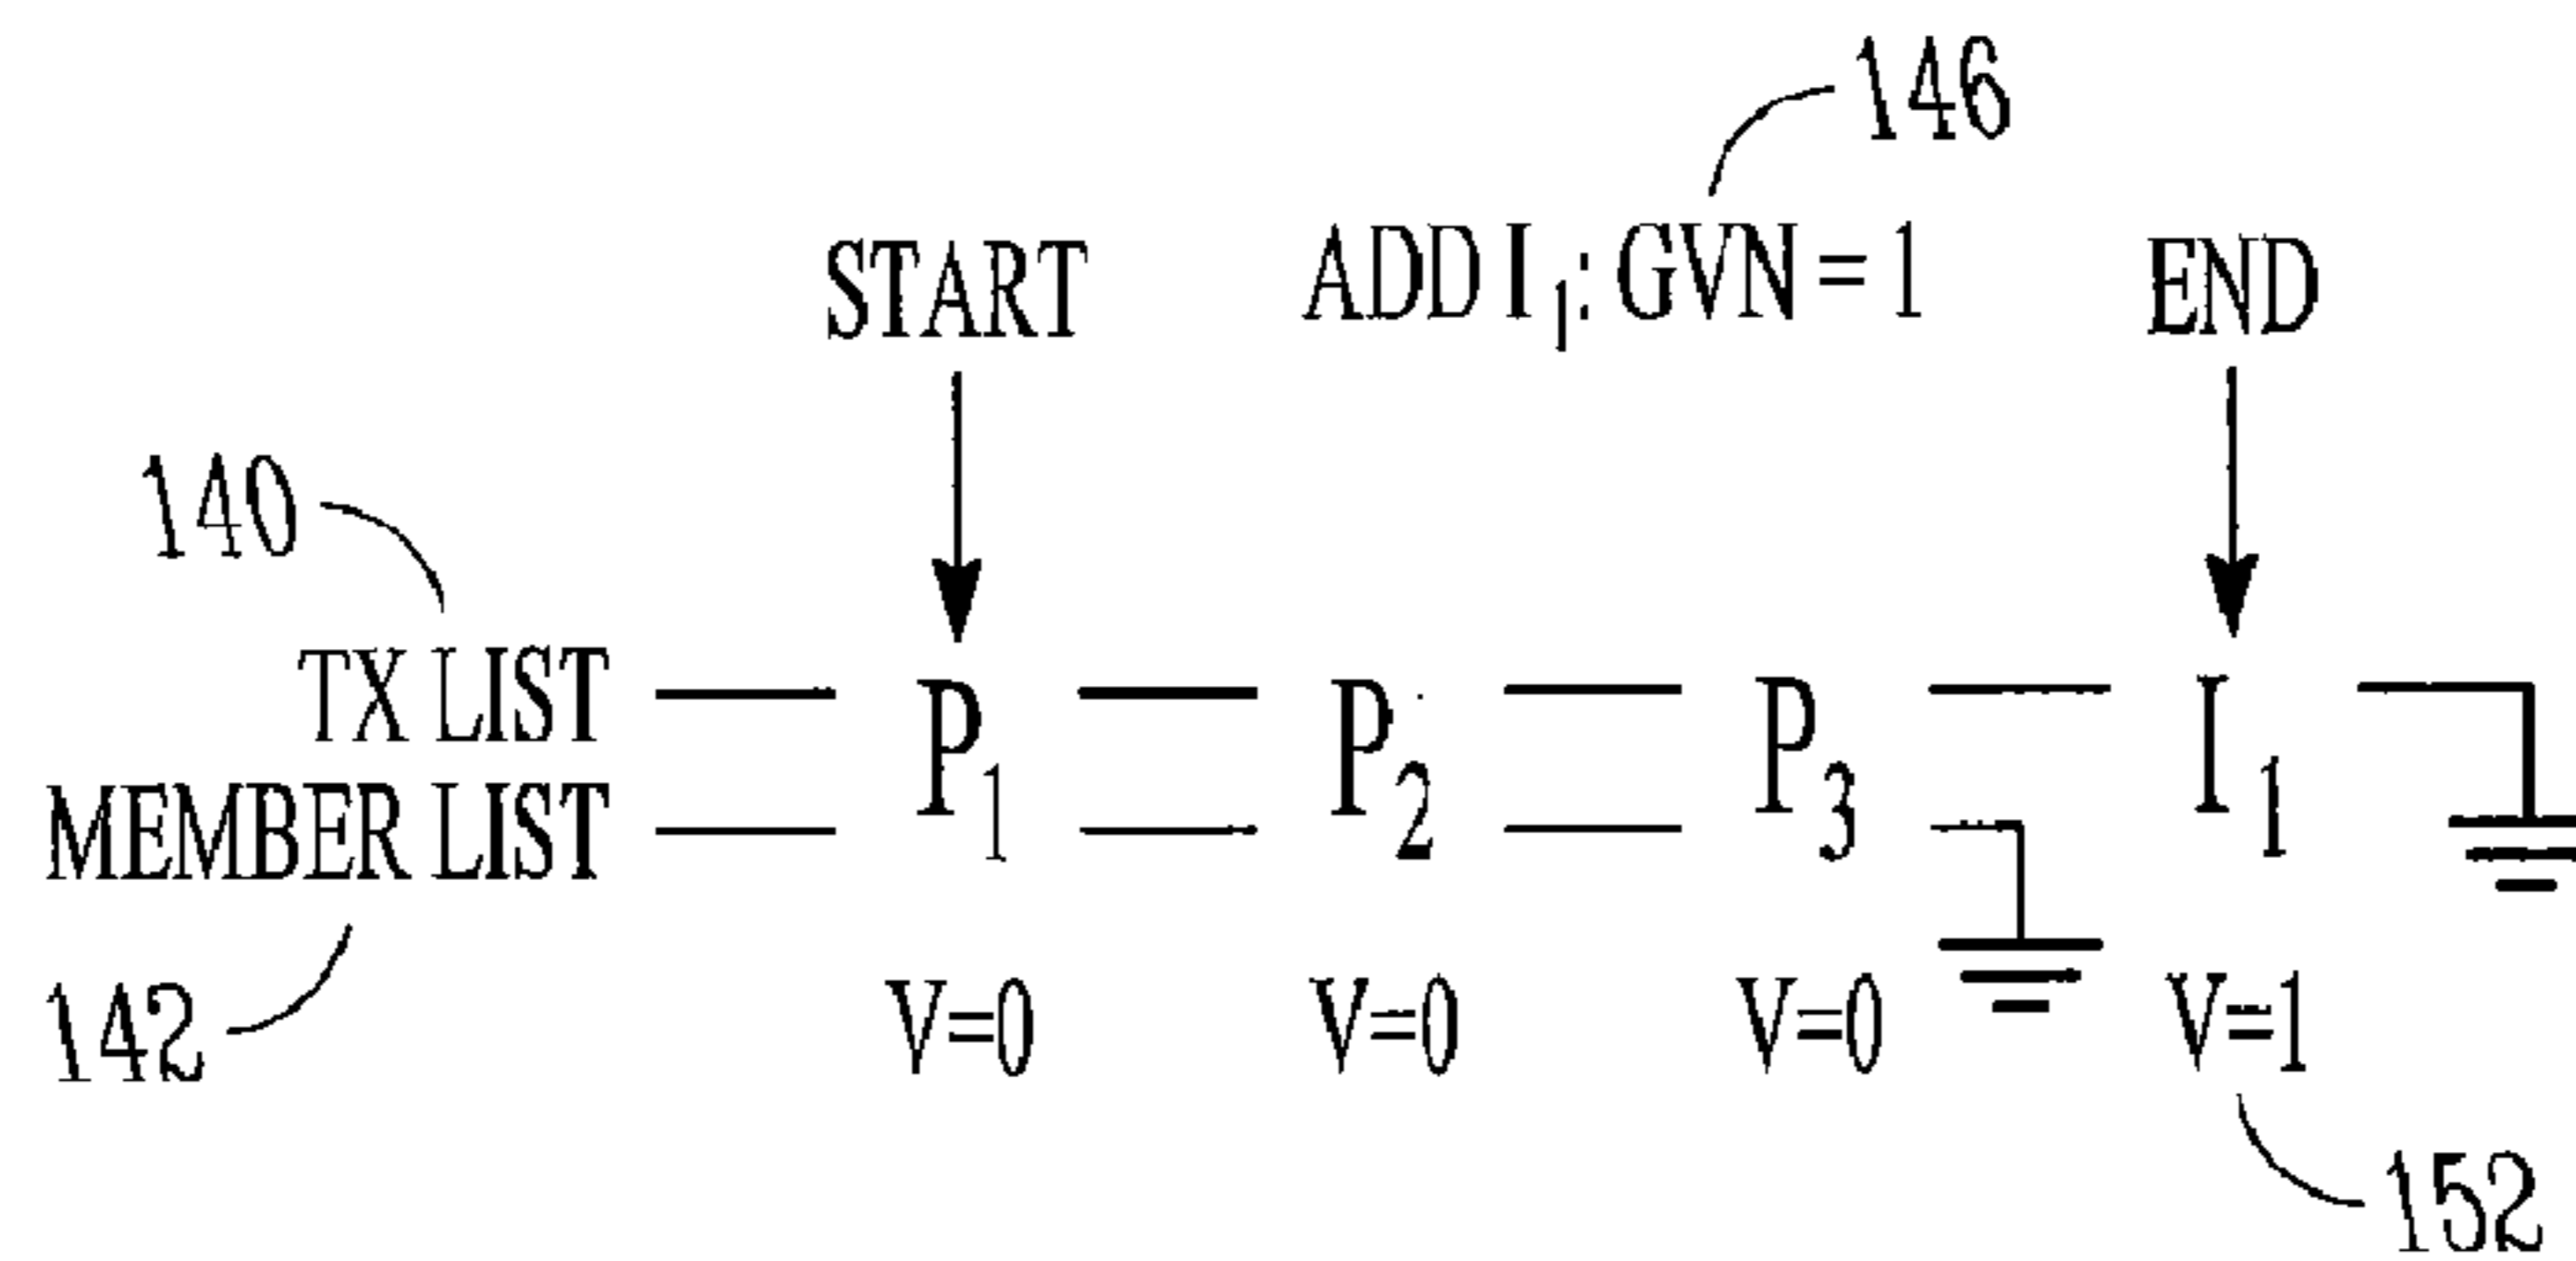 146
START ADD I₁: GVN = 1 END
140
TX LIST P₁ P₂ P₃ I₁
MEMBER LIST
142 V=0 V=0 V=0 V=1
152